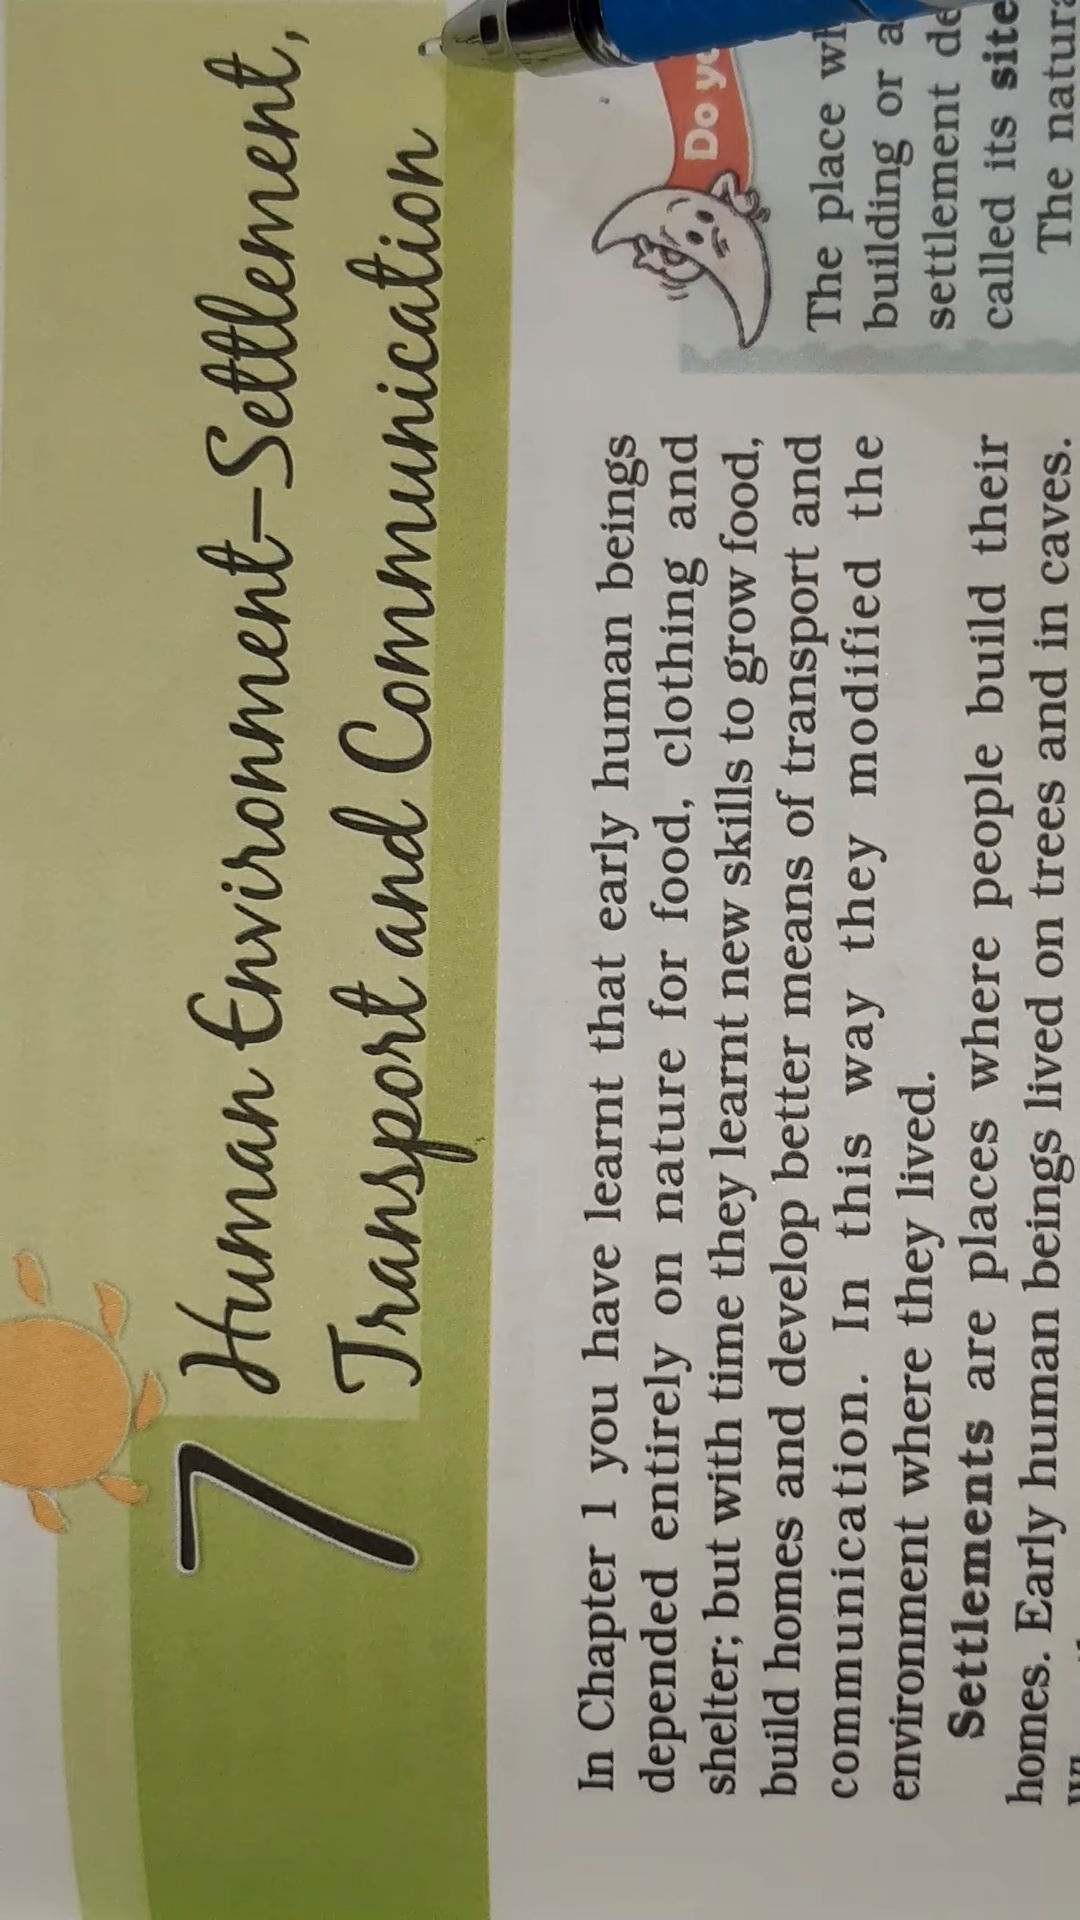 7
Human Environment–Settlement,
Transport and Communication
In Chapter 1 you have learnt that early human beings
depended entirely on nature for food, clothing and
shelter; but with time they learnt new skills to grow food,
build homes and develop better means of transport and
communication. In this way they modified the
environment where they lived.
Settlements are places where people build their
homes. Early human beings lived on trees and in caves.
Do
The place
building or a
settlement
called its site
The